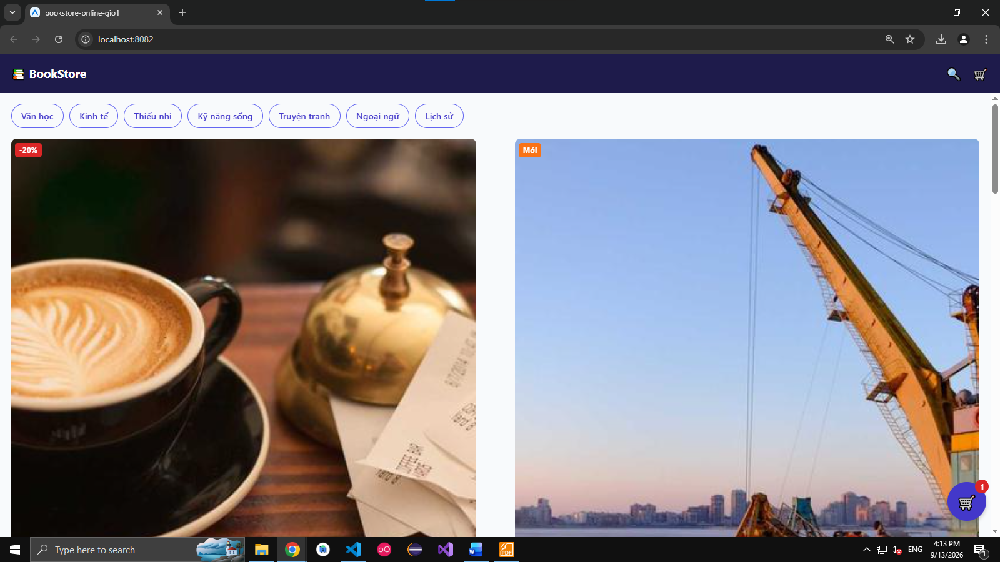 bookstore-online-gio1
localhost:8082
BookStore
Văn học
Kinh tế
Thiếu nhi
Kỹ năng sống
Truyện tranh
Ngoại ngữ
Lịch sử
-20%
Mới
1
Type here to search
ENG
4:13 PM
9/13/2026
1